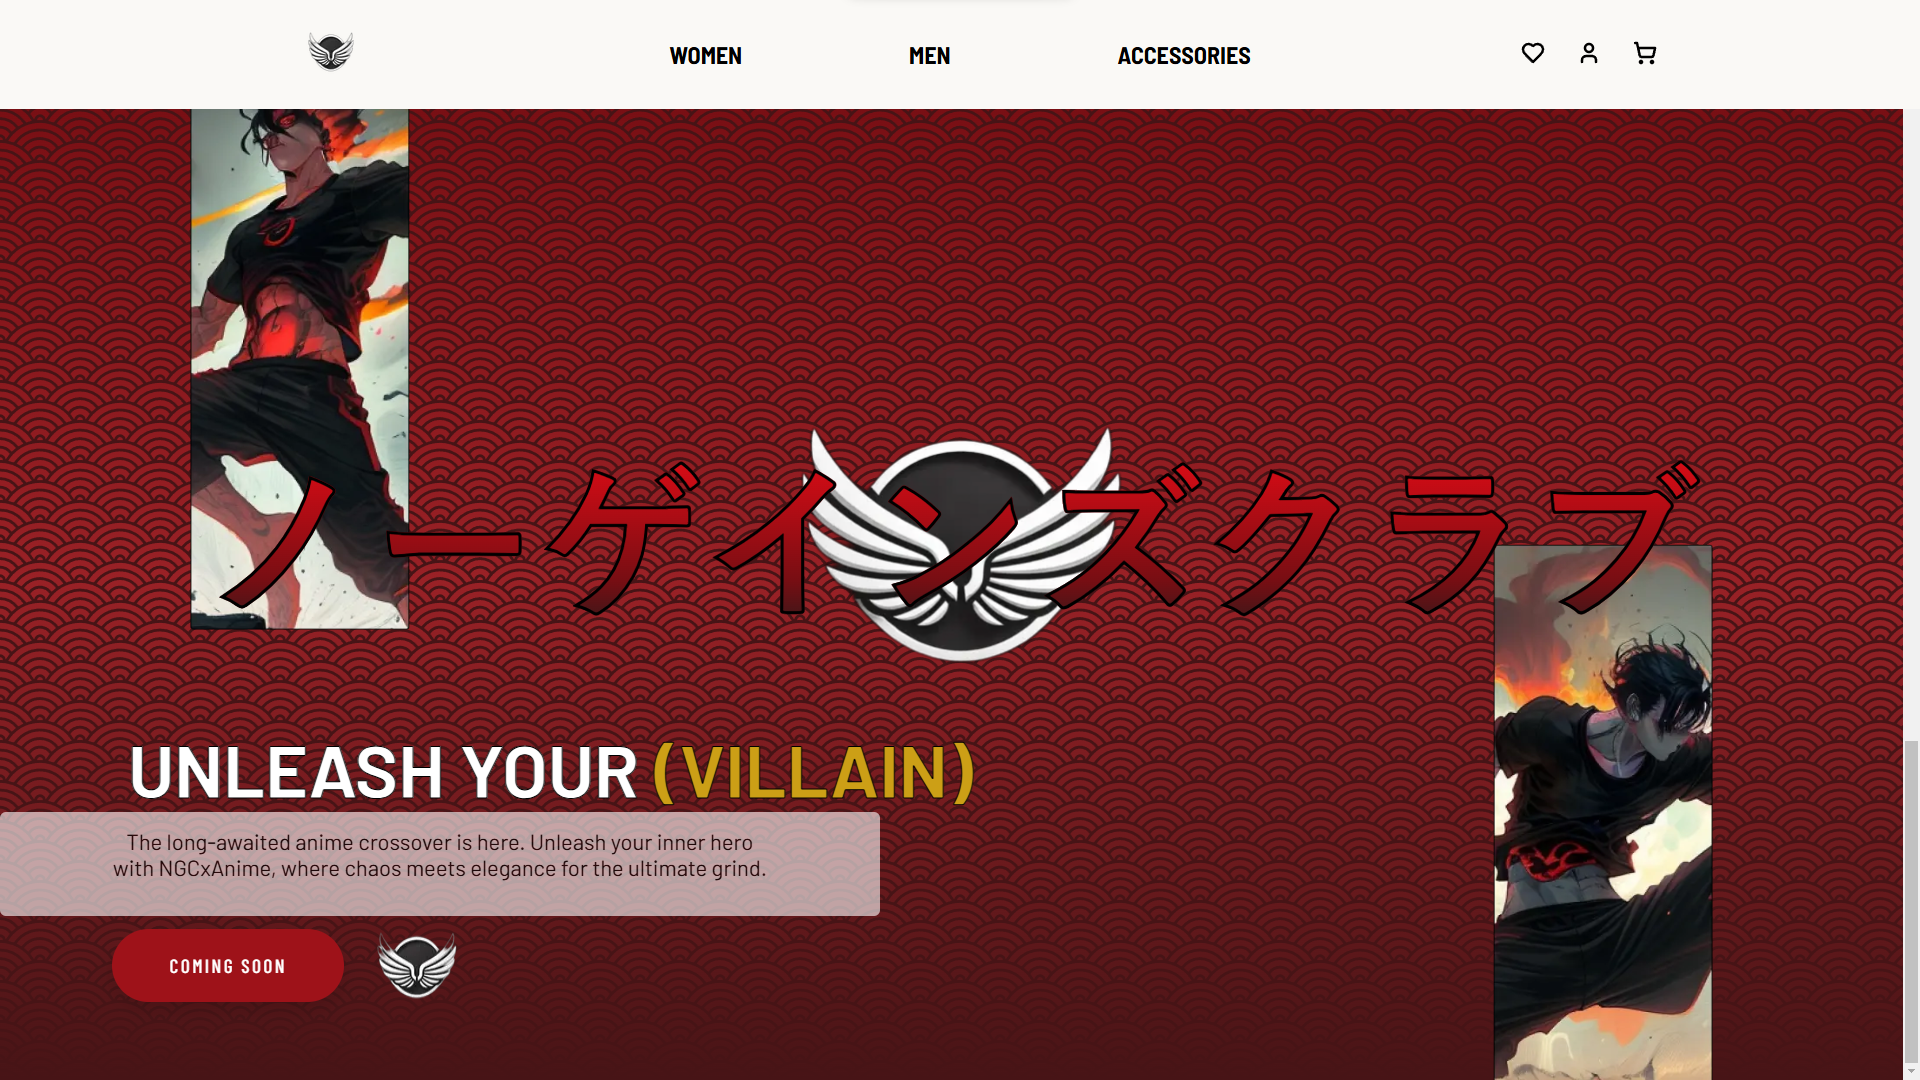 WOMEN MEN ACCESSORIES
ノーゲインズクラブ
UNLEASH YOUR (VILLAIN)
The long-awaited anime crossover is here. Unleash your inner hero
with NGCxAnime, where chaos meets elegance for the ultimate grind.
COMING SOON